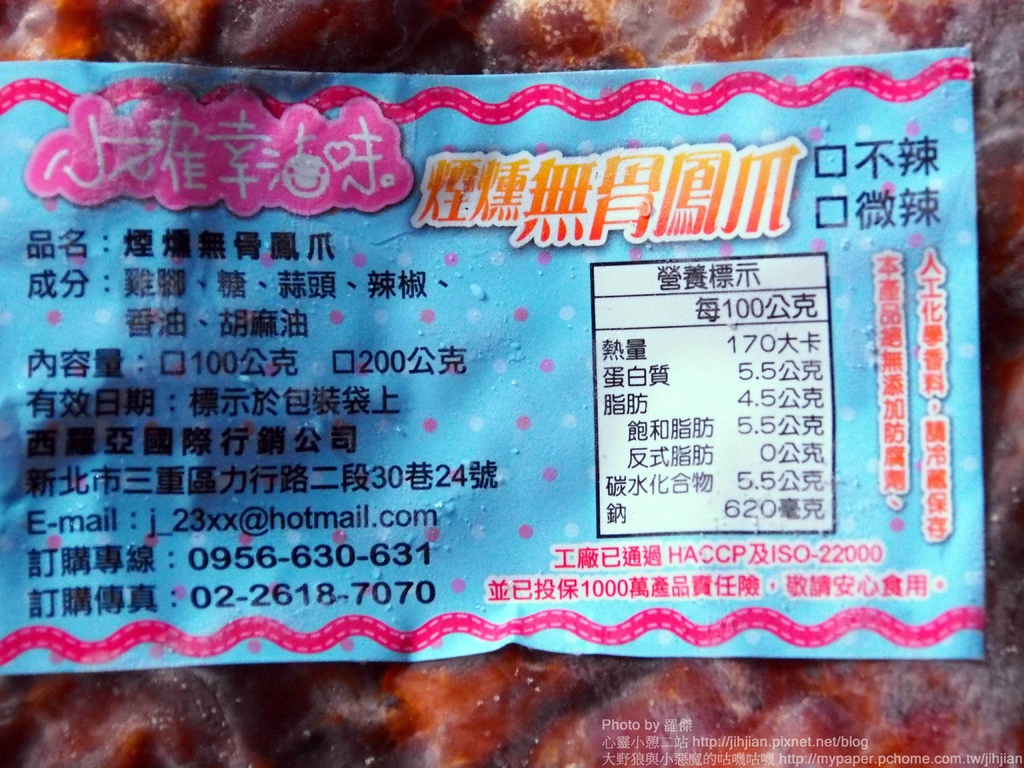 小蘿幸滷味
煙燻無骨鳳爪
□不辣
□微辣
品名：煙燻無骨鳳爪
成分：雞腳、糖、蒜頭、辣椒、
香油、胡麻油
內容量：□100公克 □200公克
有效日期：標示於包裝袋上
西羅亞國際行銷公司
新北市三重區力行路二段30巷24號
E-mail：j_23xx@hotmail.com
訂購專線：0956-630-631
訂購傳真：02-2618-7070
營養標示
每100公克
熱量 170大卡
蛋白質 5.5公克
脂肪 4.5公克
飽和脂肪 5.5公克
反式脂肪 0公克
碳水化合物 5.5公克
鈉 620毫克
本產品絕無添加防腐劑、
人工化學香料，請冷藏保存
工廠已通過 HACCP及ISO-22000
並已投保1000萬產品責任險，敬請安心食用。
Photo by 羅傑
心靈小憩二站 http://jihjian.pixnet.net/blog
大野狼與小惡魔的咕嘰咕嘰 http://mypaper.pchome.com.tw/jihjian